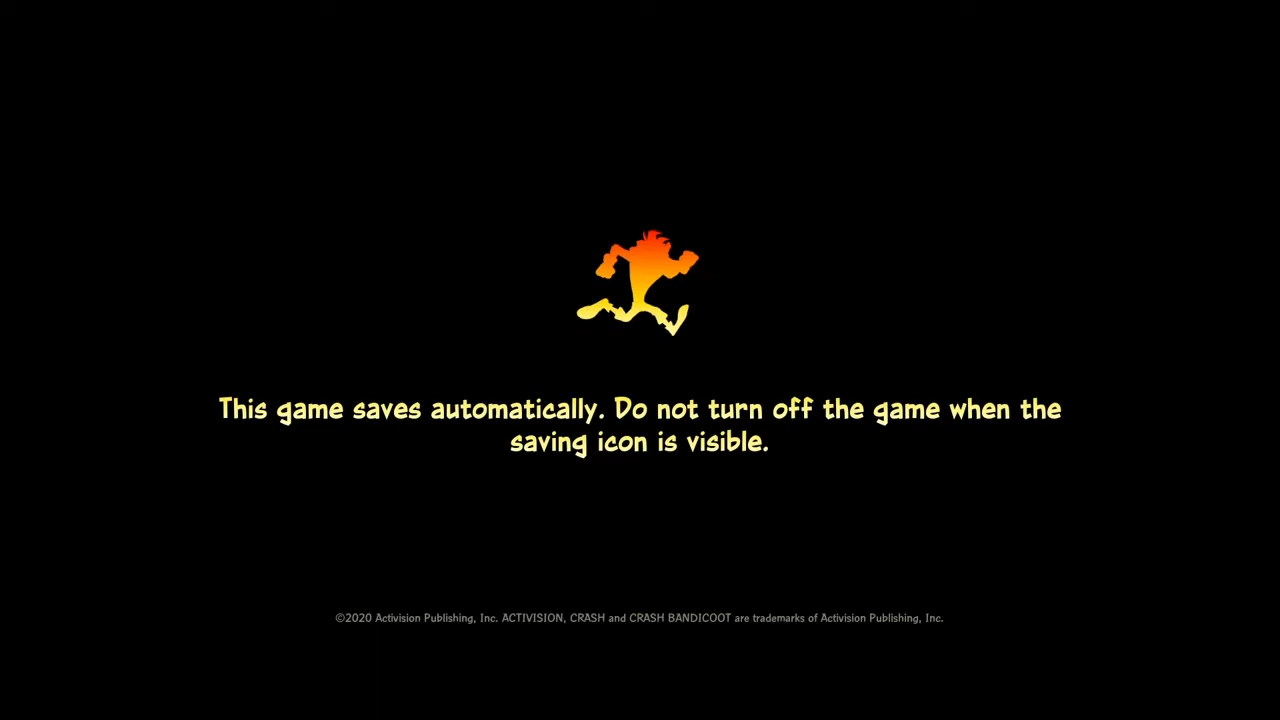 This game saves automatically. Do not turn off the game when the
saving icon is visible.
©2020 Activision Publishing, Inc. ACTIVISION, CRASH and CRASH BANDICOOT are trademarks of Activision Publishing, Inc.